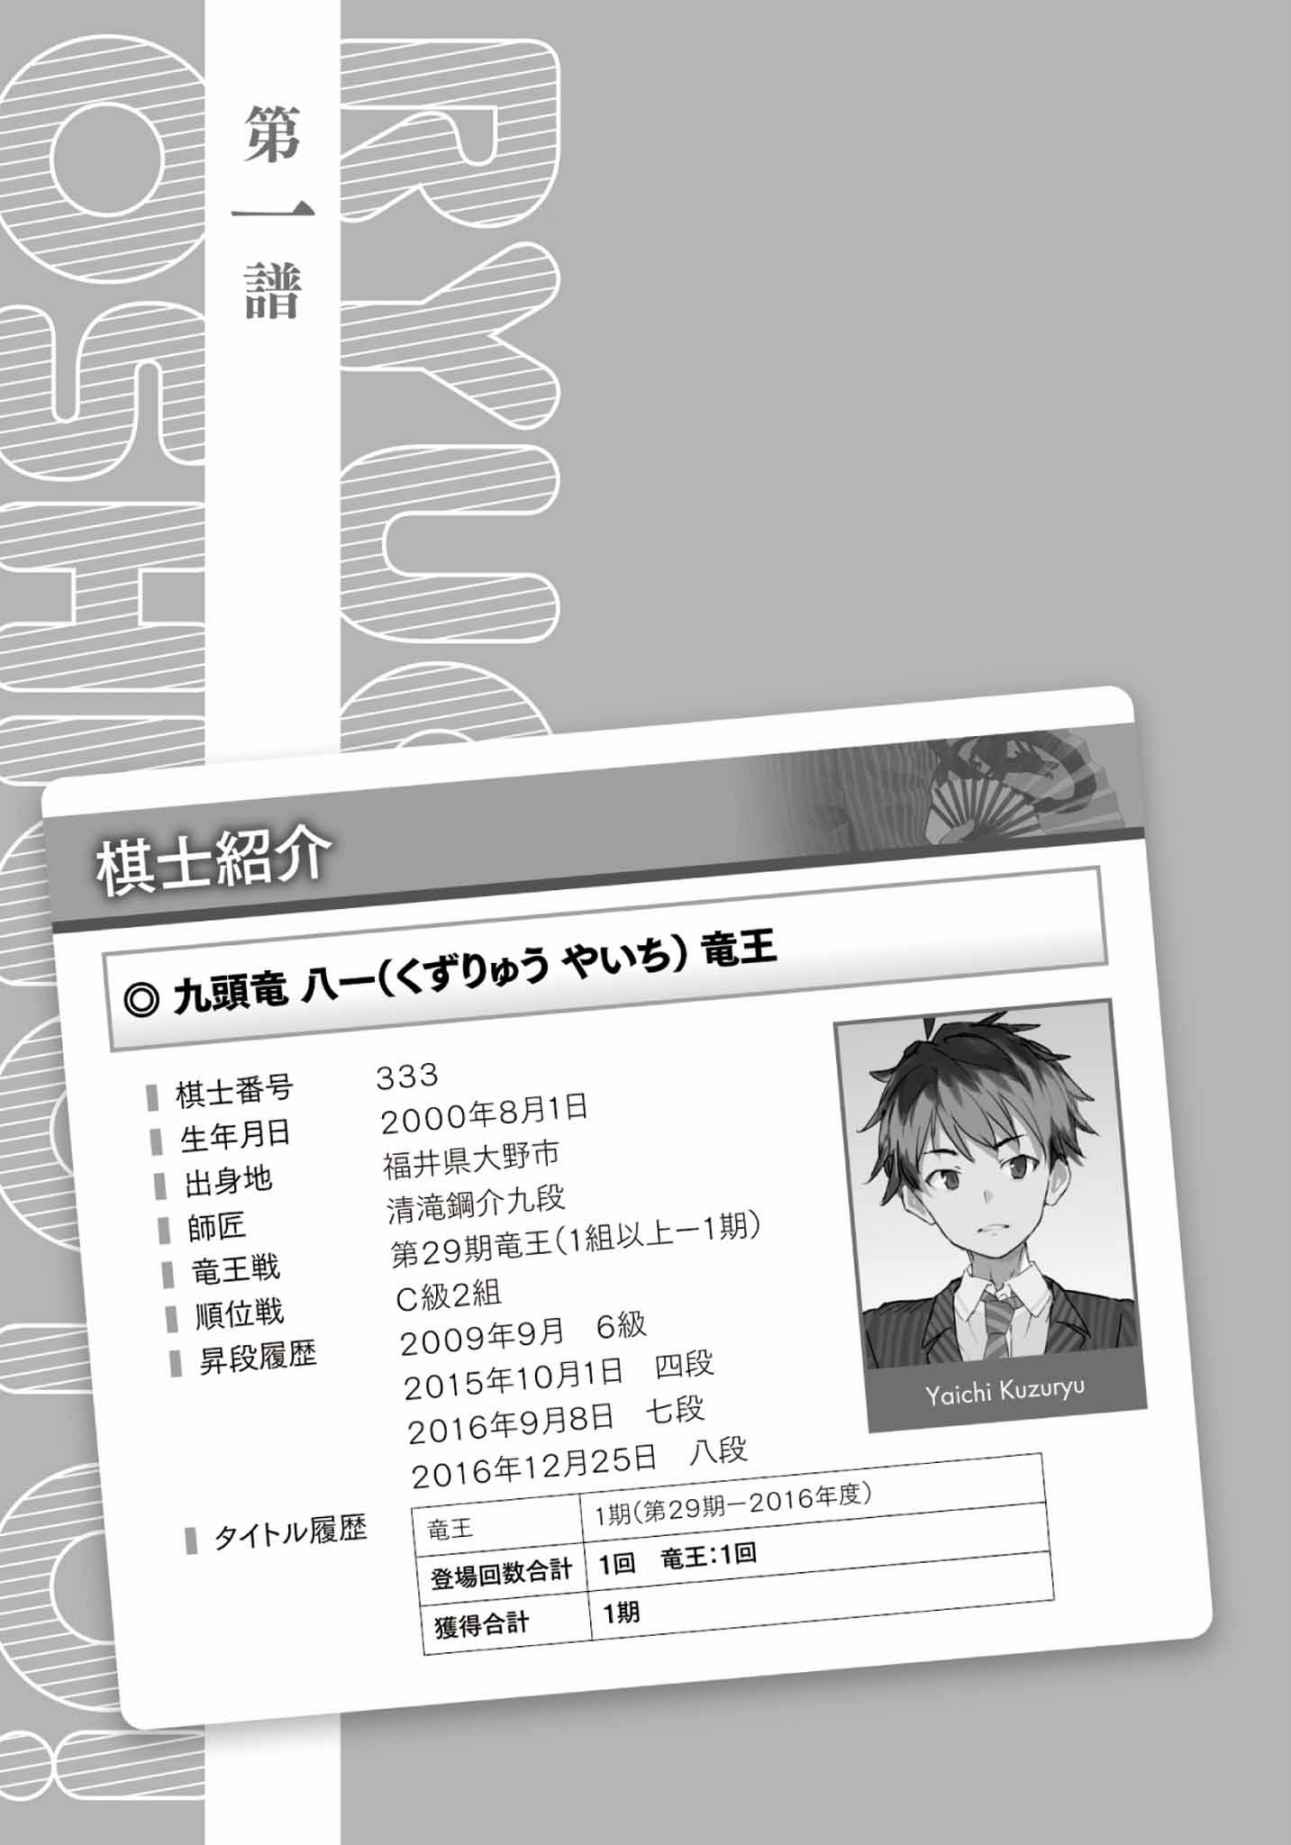 第一譜
RYUO
OSHIGOTO!
棋士紹介
◎ 九頭竜 八一(くずりゅう やいち) 竜王
棋士番号 333
生年月日 2000年8月1日
出身地 福井県大野市
師匠 清滝鋼介九段
竜王戦 第29期竜王(1組以上ー1期)
順位戦 C級2組
昇段履歴 2009年9月 6級
2015年10月1日 四段
2016年9月8日 七段
2016年12月25日 八段
Yaichi Kuzuryu
タイトル履歴
竜王 1期(第29期ー2016年度)
登場回数合計 1回 竜王:1回
獲得合計 1期